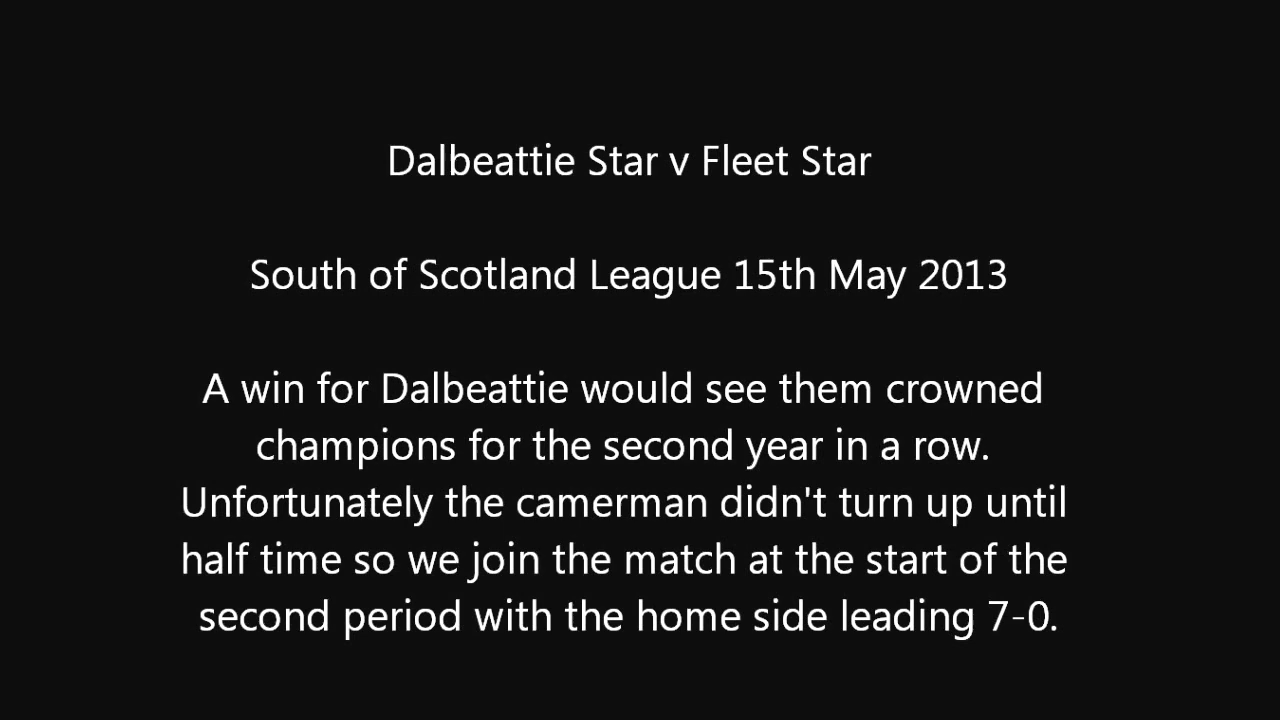 Dalbeattie Star v Fleet Star
South of Scotland League 15th May 2013
A win for Dalbeattie would see them crowned
champions for the second year in a row.
Unfortunately the camerman didn't turn up until
half time so we join the match at the start of the
second period with the home side leading 7-0.